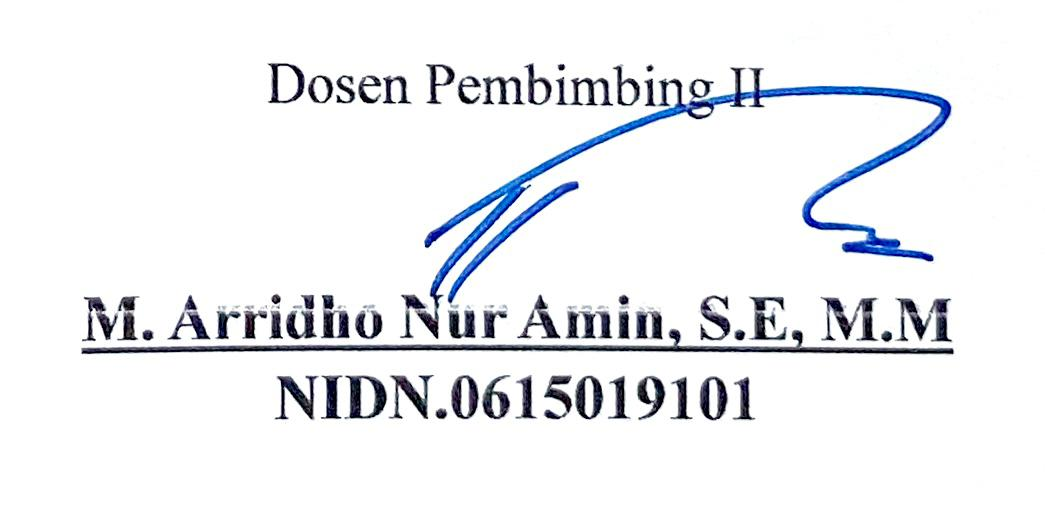 Dosen Pembimbing II
M. Arridho Nur Amin, S.E, M.M
NIDN.0615019101